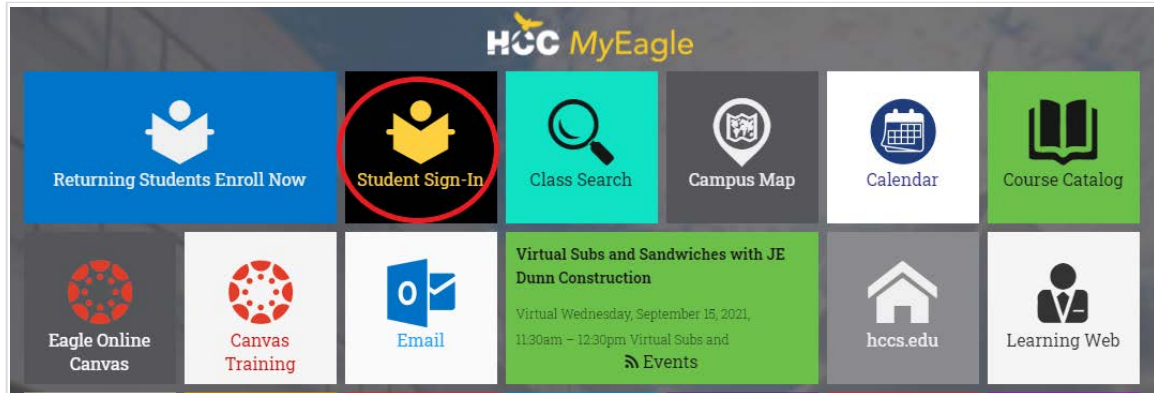 HCC MyEagle
Returning Students Enroll Now
Student Sign-In
Class Search
Campus Map
Calendar
Course Catalog
Eagle Online
Canvas
Canvas
Training
Email
Virtual Subs and Sandwiches with JE
Dunn Construction
Virtual Wednesday, September 15, 2021,
11:30am – 12:30pm Virtual Subs and
Events
hccs.edu
Learning Web